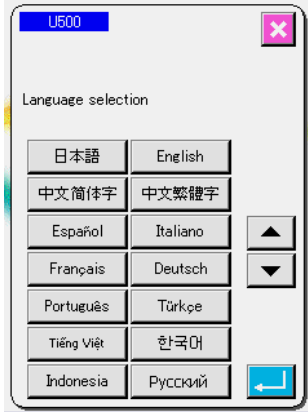 U500
Language selection
日本語 English
中文简体字 中文繁體字
Español Italiano
Français Deutsch
Português Türkçe
Tiếng Việt 한국어
Indonesia Русский